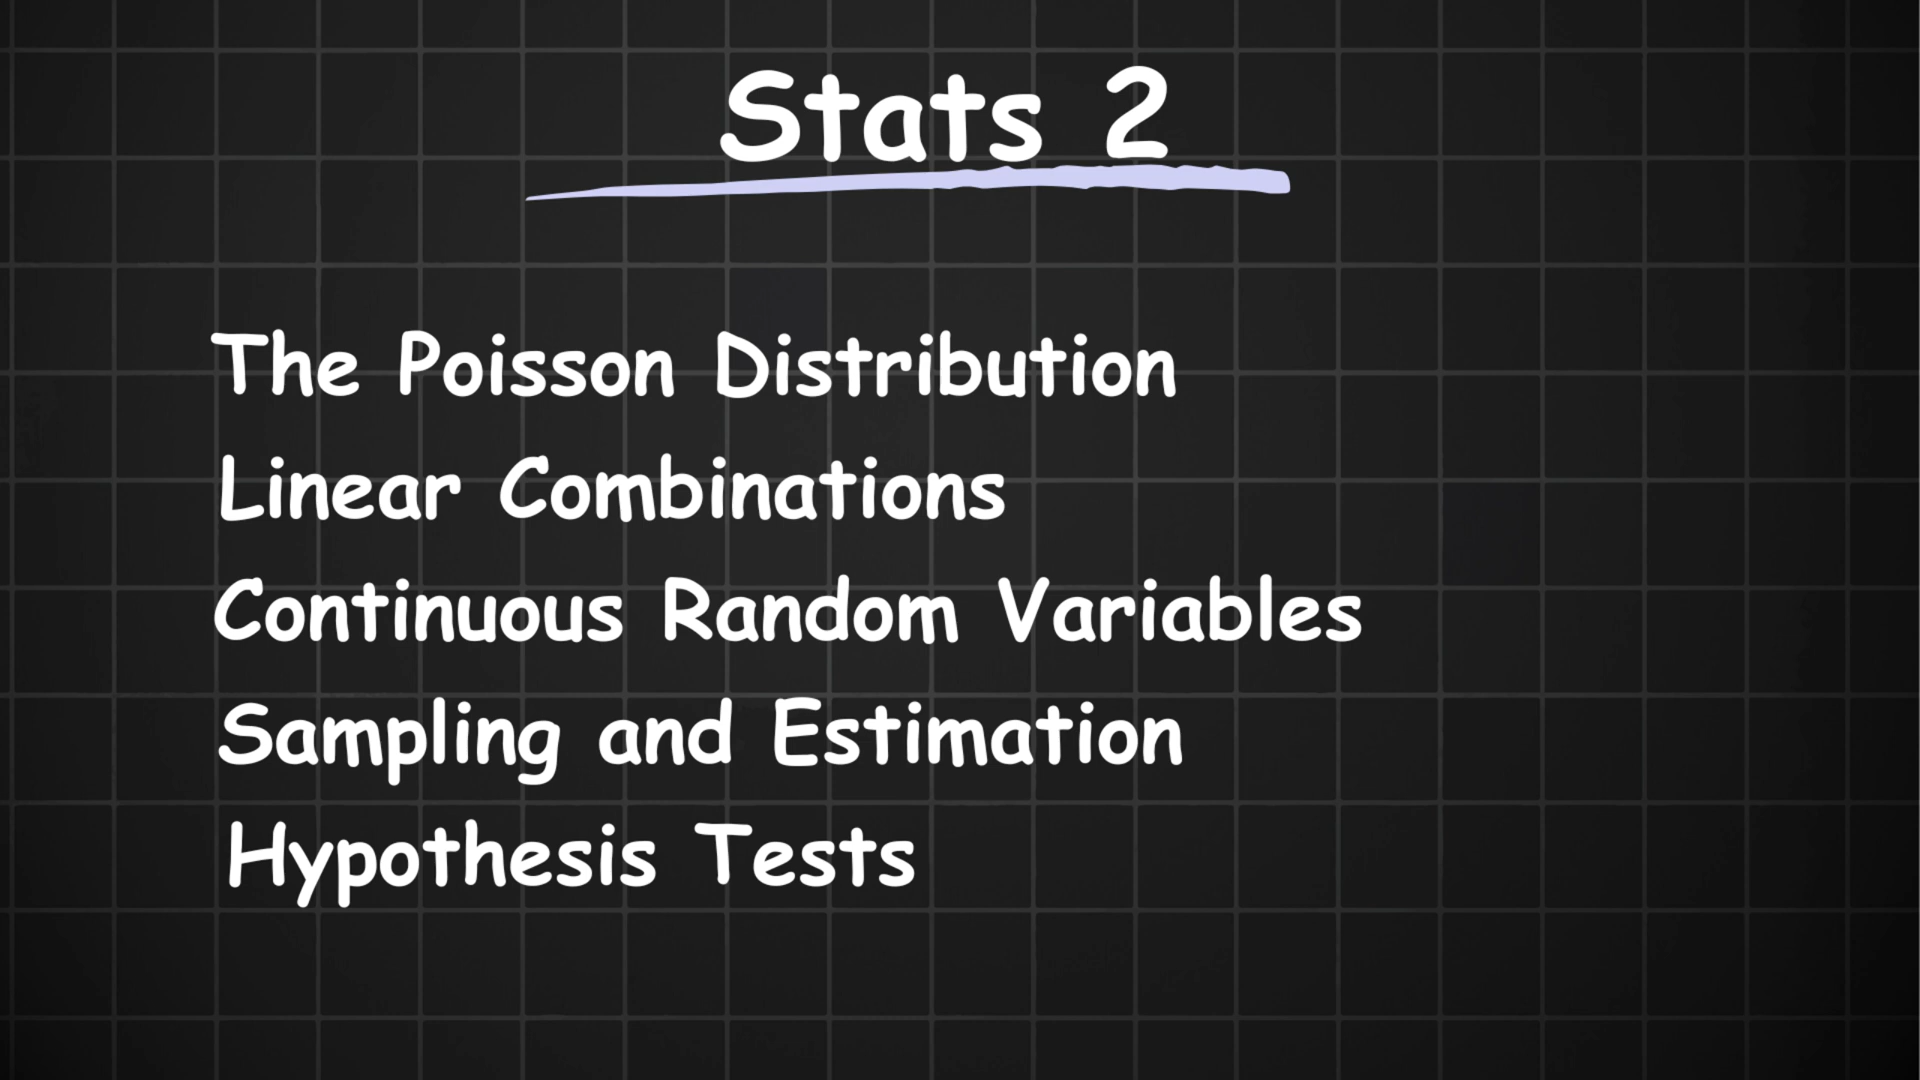 Stats 2
The Poisson Distribution
Linear Combinations
Continuous Random Variables
Sampling and Estimation
Hypothesis Tests